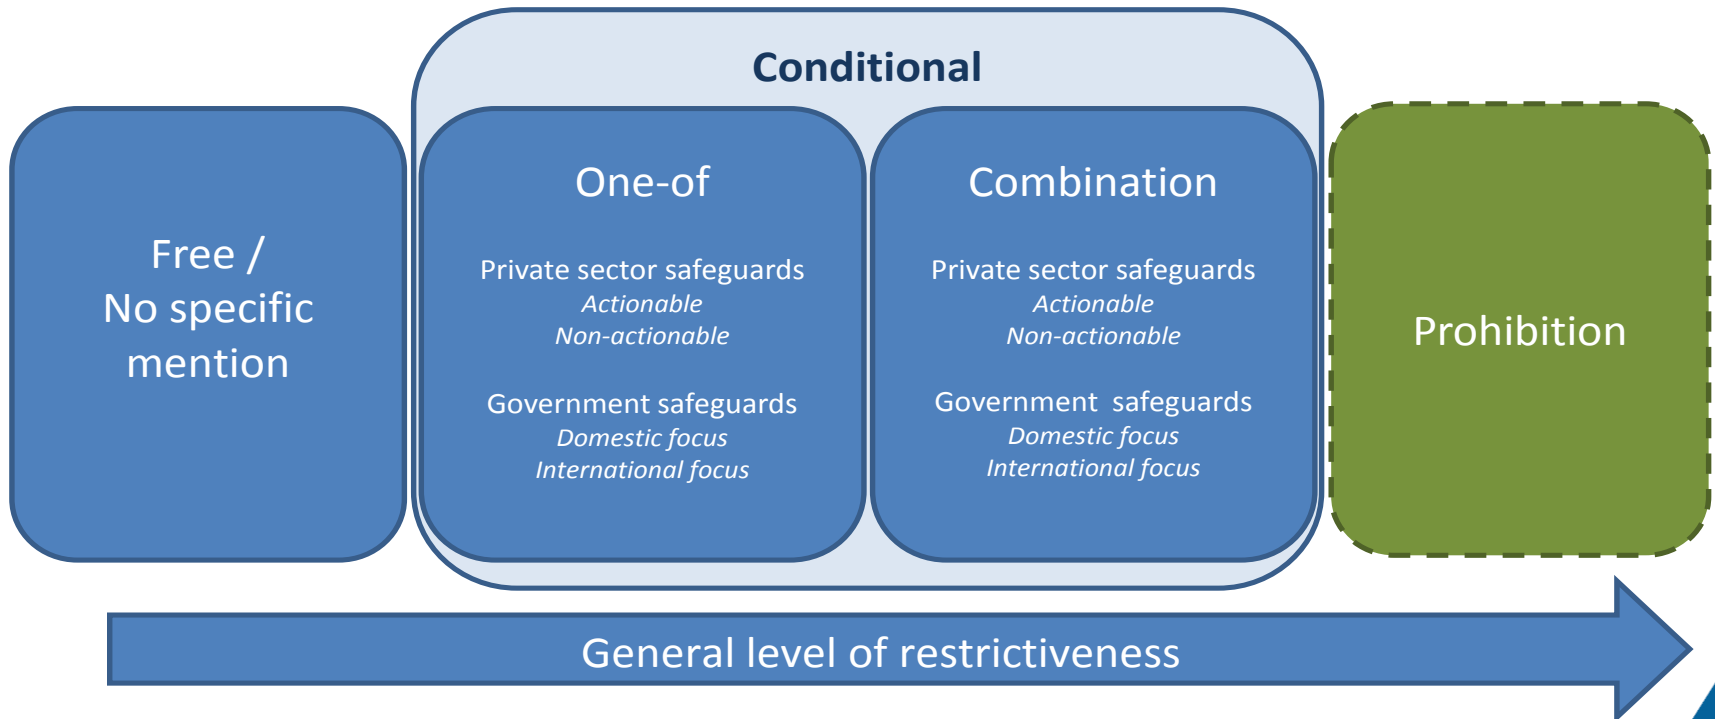 Conditional
Free /
No specific
mention
One-of
Private sector safeguards
Actionable
Non-actionable
Government safeguards
Domestic focus
International focus
Combination
Private sector safeguards
Actionable
Non-actionable
Government  safeguards
Domestic focus
International focus
Prohibition
General level of restrictiveness